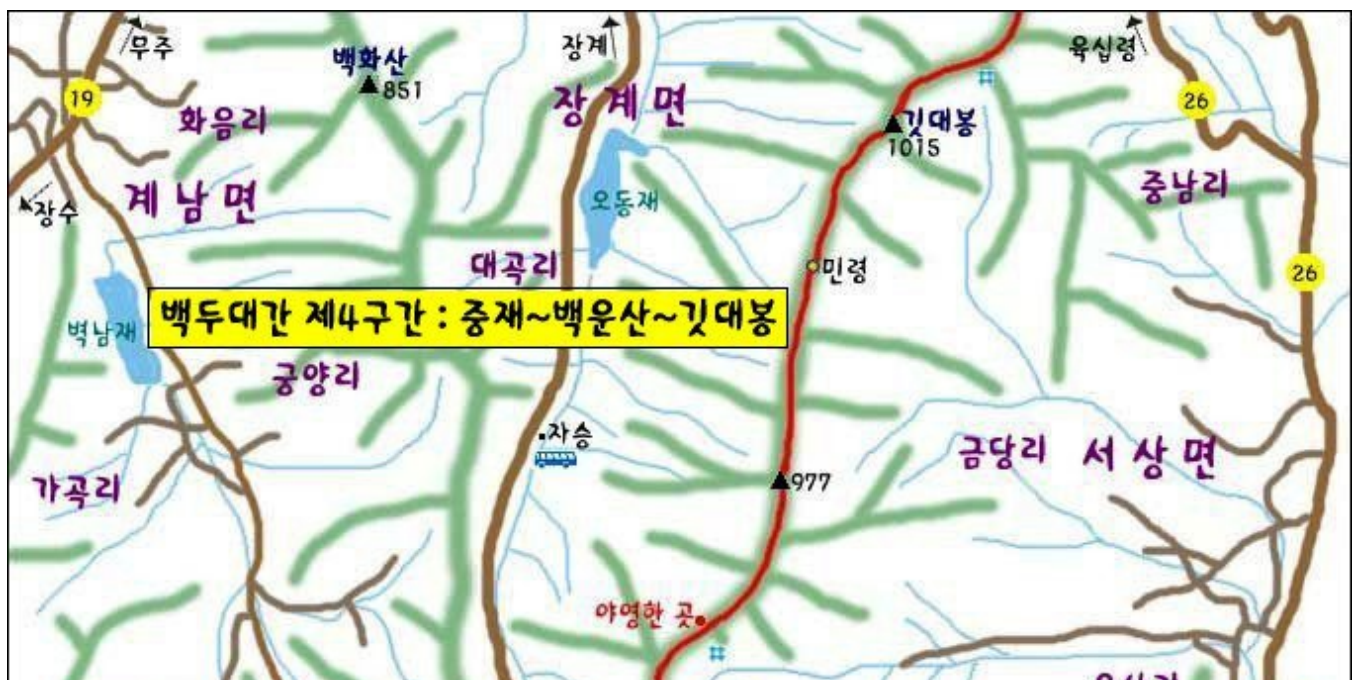 무주
장계
육십령
백화산
851
19
26
화음리
장계면
깃대봉
1015
중남리
계남면
장수
오동재
대곡리
민령
26
백두대간 제4구간 : 중재~백운산~깃대봉
벽남재
궁양리
자승
금당리
서상면
가곡리
977
야영한 곳